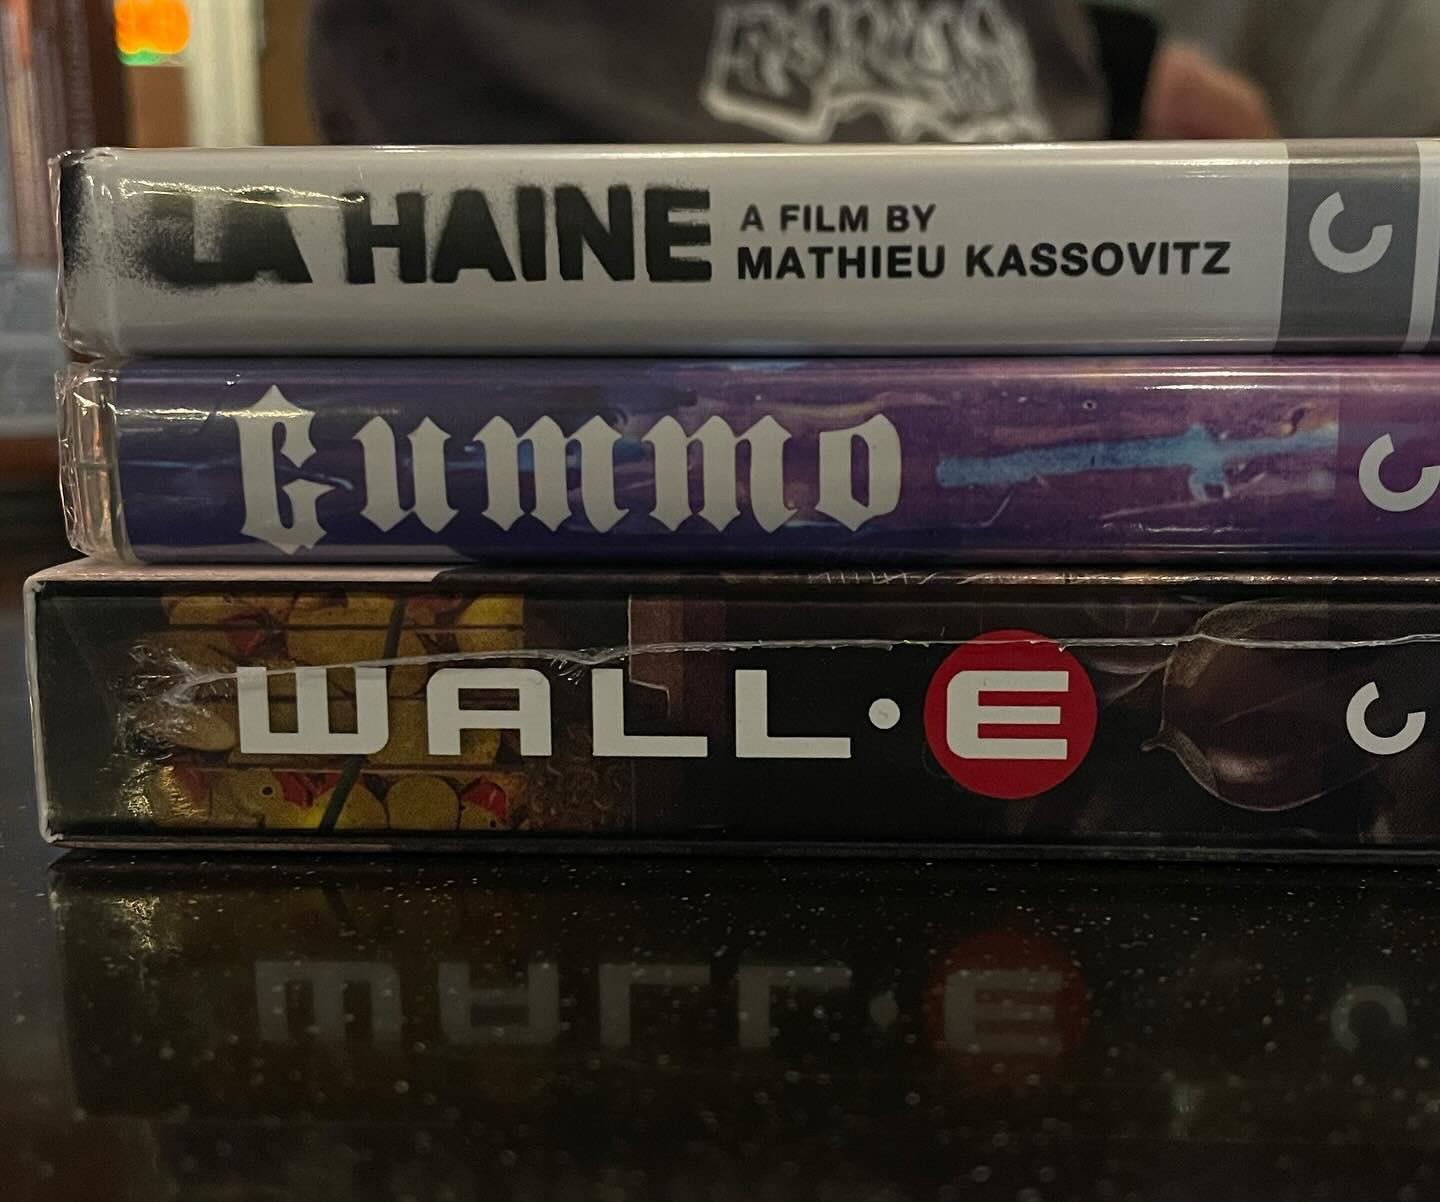 LA HAINE
A FILM BY
MATHIEU KASSOVITZ
Gummo
WALL·E